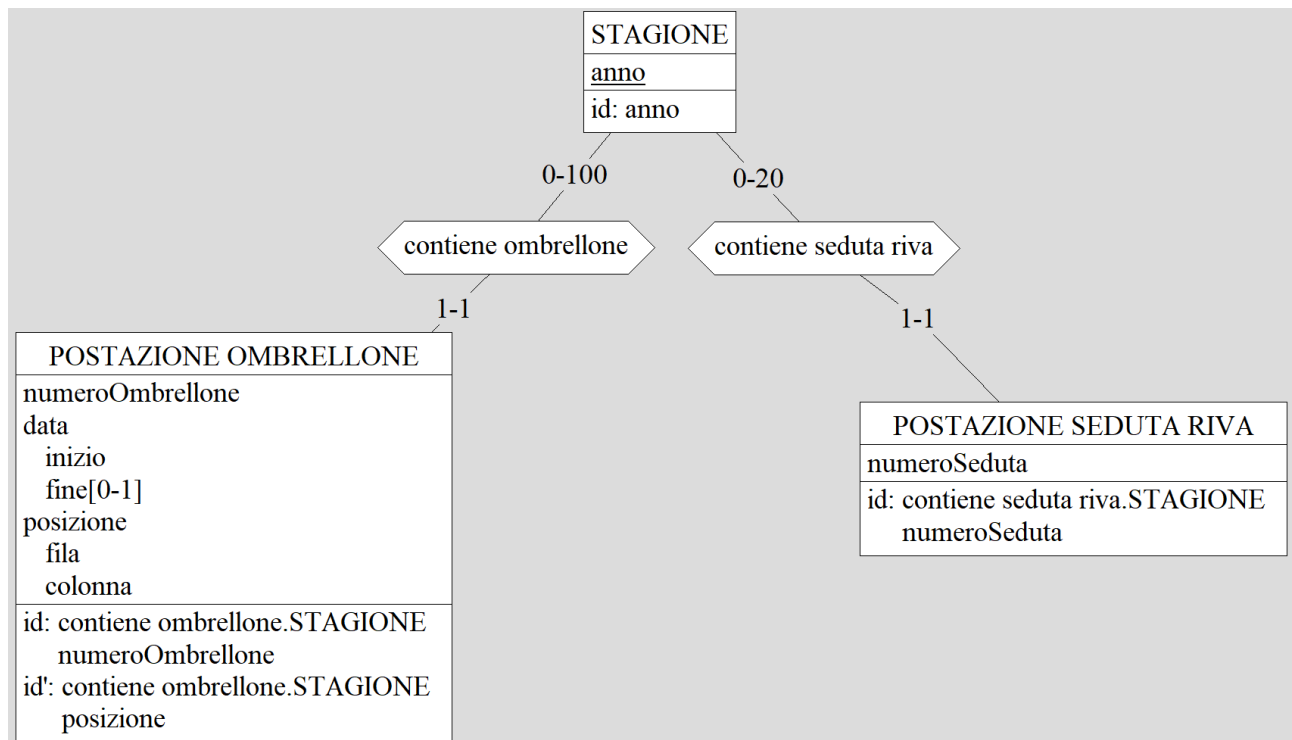 STAGIONE
anno
id: anno
0-100
0-20
contiene ombrellone
contiene seduta riva
1-1
1-1
POSTAZIONE OMBRELLONE
numeroOmbrellone
data
inizio
fine[0-1]
posizione
fila
colonna
id: contiene ombrellone.STAGIONE
numeroOmbrellone
id': contiene ombrellone.STAGIONE
posizione
POSTAZIONE SEDUTA RIVA
numeroSeduta
id: contiene seduta riva.STAGIONE
numeroSeduta